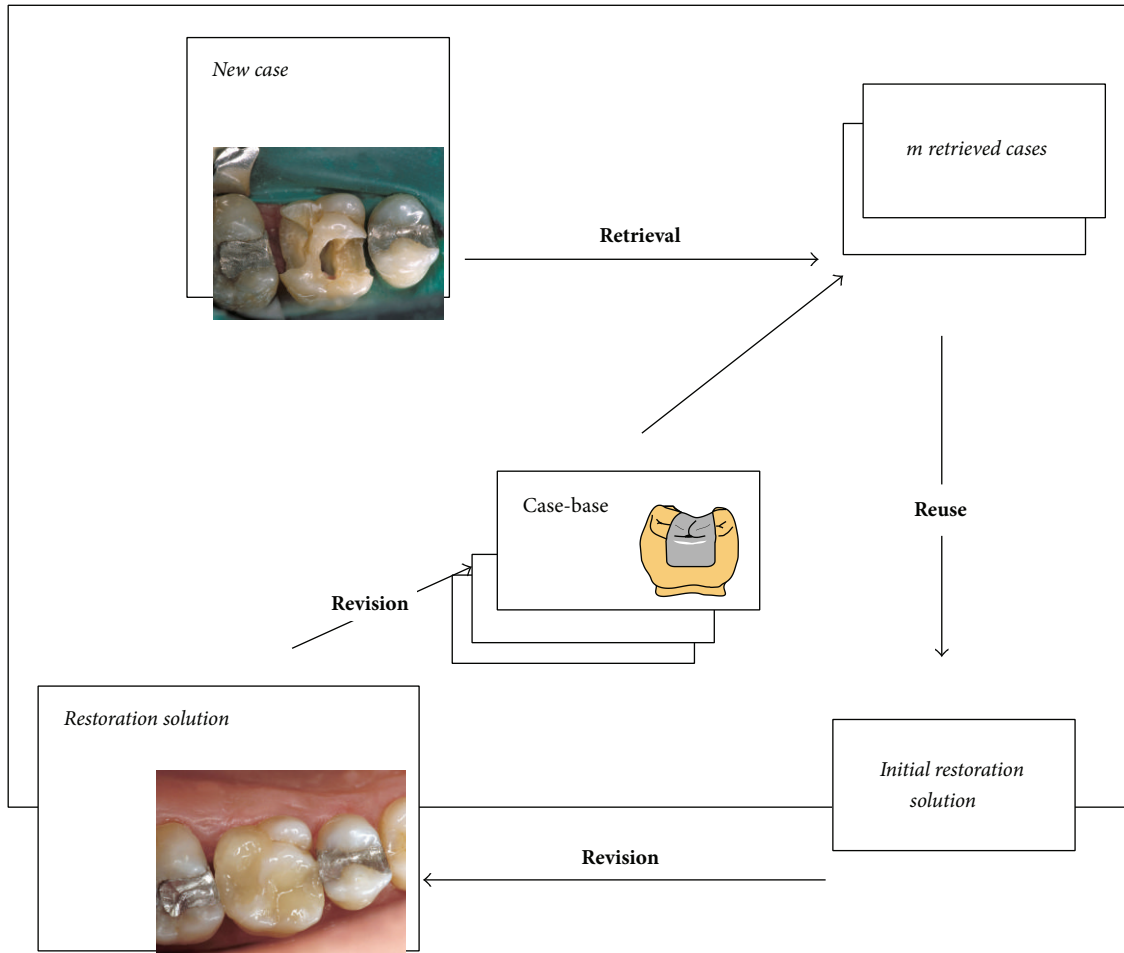 New case
m retrieved cases
Retrieval
Case-base
Reuse
Revision
Restoration solution
Initial restoration
solution
Revision